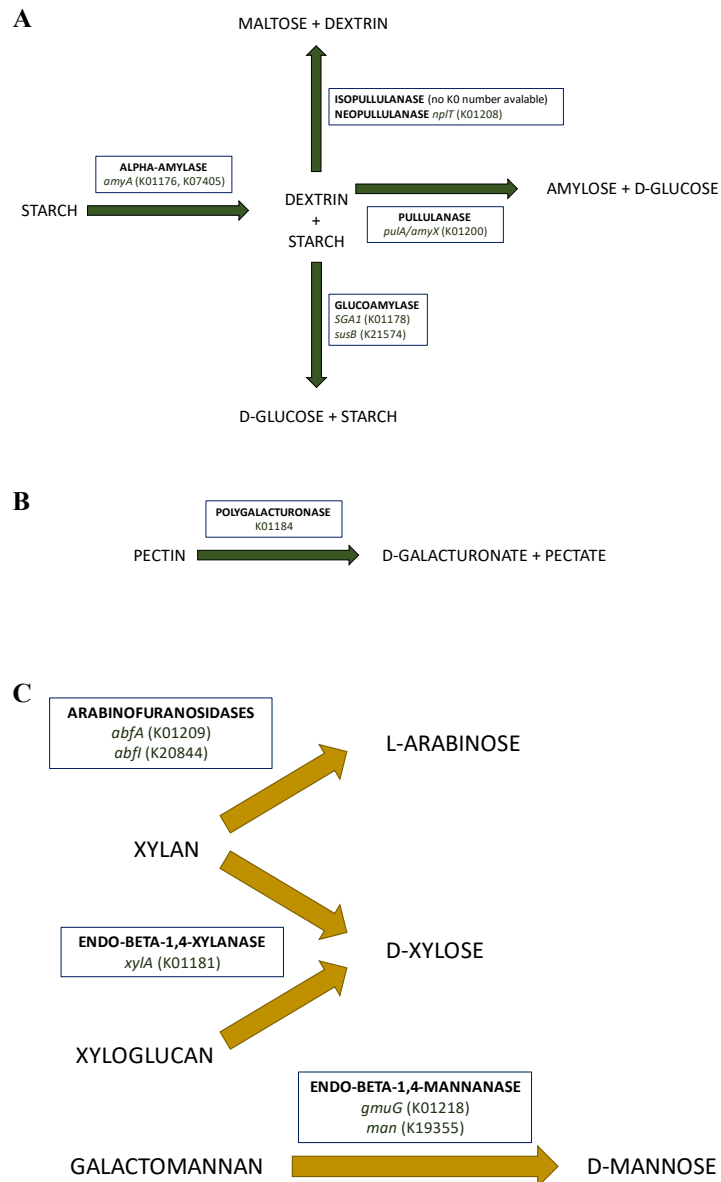 A
MALTOSE + DEXTRIN
ISOPULLULANASE (no K0 number avalable)
NEOPULLULANASE nplT (K01208)
ALPHA-AMYLASE
amyA (K01176, K07405)
STARCH
DEXTRIN
+
STARCH
AMYLOSE + D-GLUCOSE
PULLULANASE
pulA/amyX (K01200)
GLUCOAMYLASE
SGA1 (K01178)
susB (K21574)
D-GLUCOSE + STARCH
B
POLYGALACTURONASE
K01184
PECTIN
D-GALACTURONATE + PECTATE
C
ARABINOFURANOSIDASES
abfA (K01209)
abfI (K20844)
L-ARABINOSE
XYLAN
ENDO-BETA-1,4-XYLANASE
xylA (K01181)
D-XYLOSE
XYLOGLUCAN
ENDO-BETA-1,4-MANNANASE
gmuG (K01218)
man (K19355)
GALACTOMANNAN
D-MANNOSE